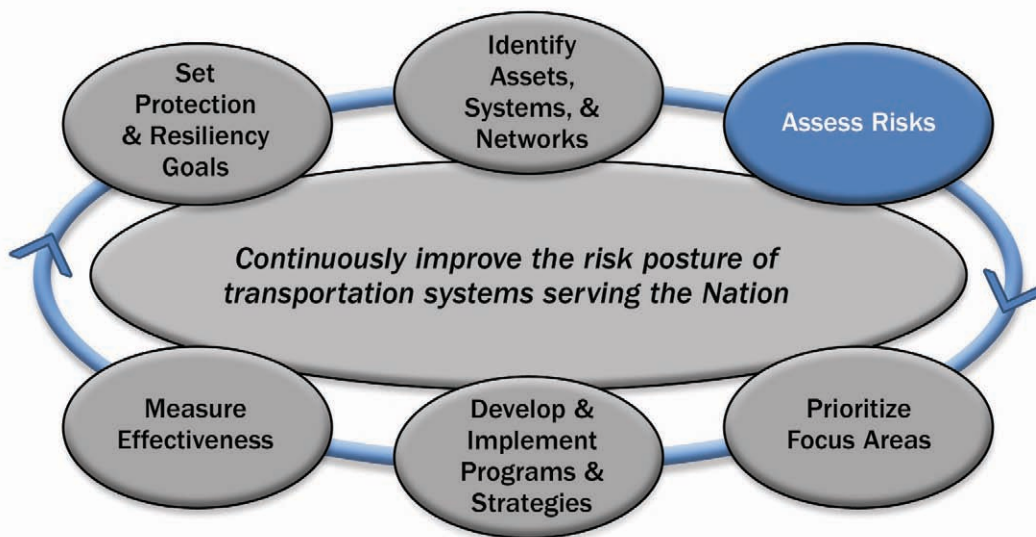 Set
Protection
& Resiliency
Goals
Identify
Assets,
Systems, &
Networks
Assess Risks
Continuously improve the risk posture of
transportation systems serving the Nation
Measure
Effectiveness
Develop &
Implement
Programs &
Strategies
Prioritize
Focus Areas